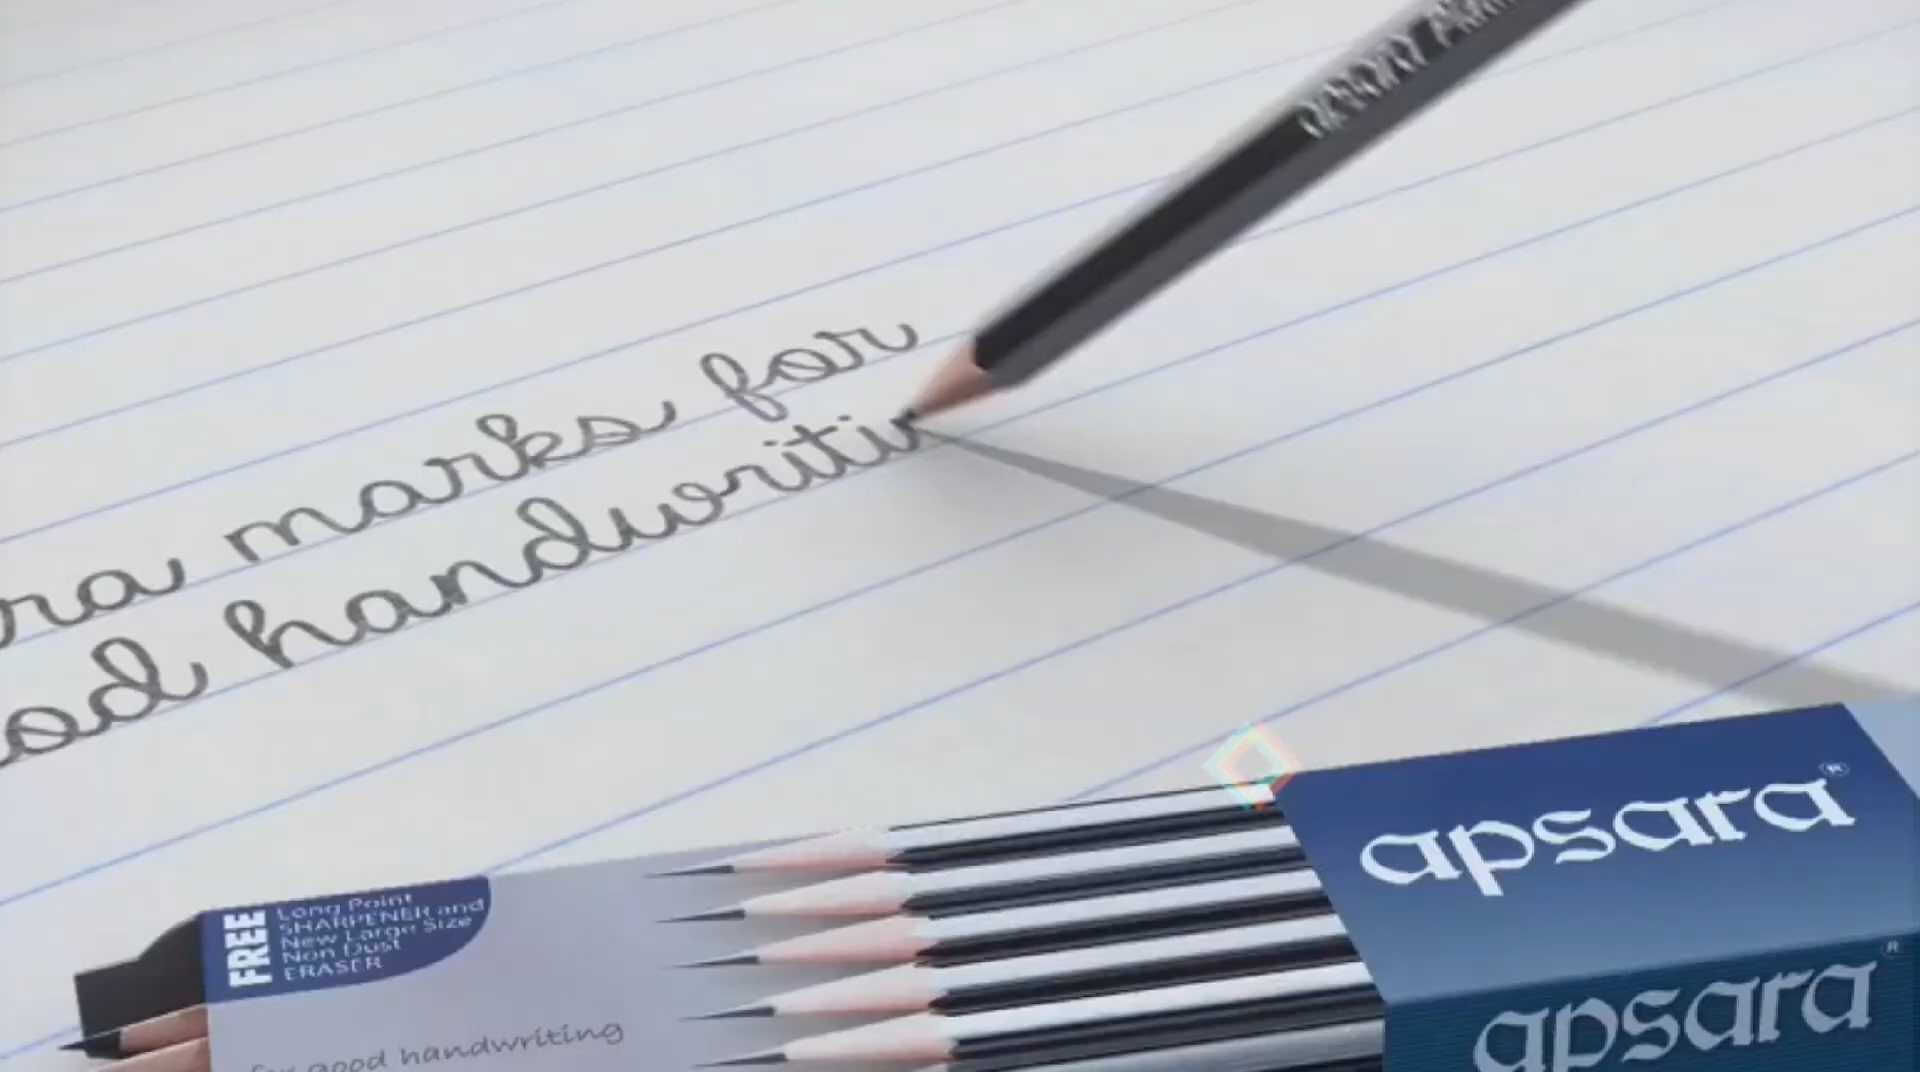 ra marks for
od handwriti
apsara
FREE
Long Point
SHARPENER and
New Large Size
Non Dust
ERASER
for good handwriting
apsara ®
apsara ®